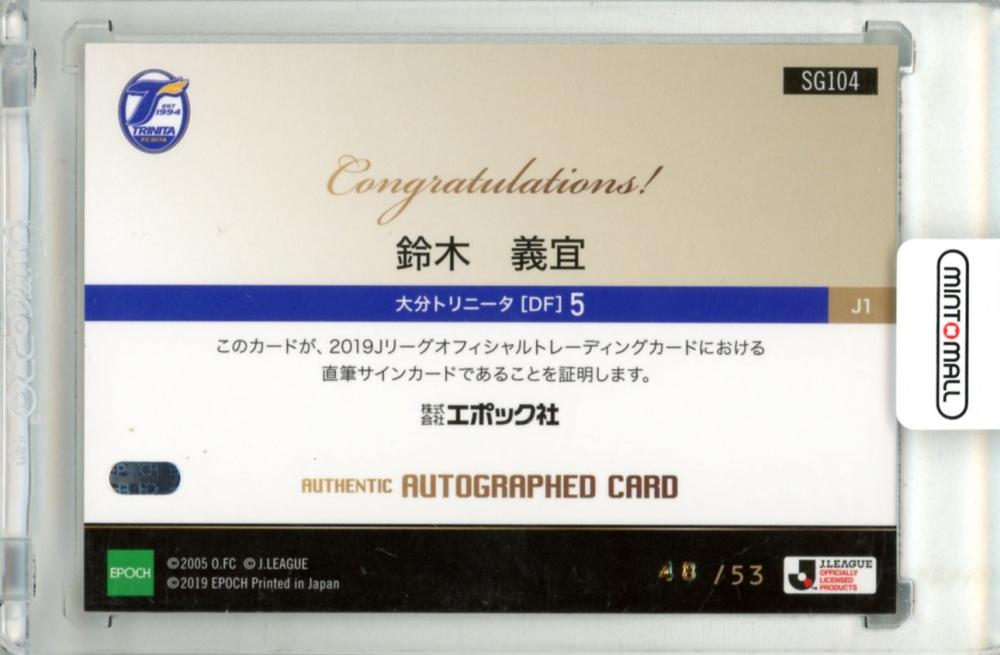 SG104
T
EST
1994
TRINITA
FC OITA
Congratulations!
鈴木 義宜
大分トリニータ [DF] 5
J1
このカードが、2019Jリーグオフィシャルトレーディングカードにおける
直筆サインカードであることを証明します。
株式会社エポック社
AUTHENTIC AUTOGRAPHED CARD
EPOCH
©2005 O.FC ©J.LEAGUE
©2019 EPOCH Printed in Japan
48 /53
J.LEAGUE
OFFICIALLY
LICENSED
PRODUCTS
MINTOMALL